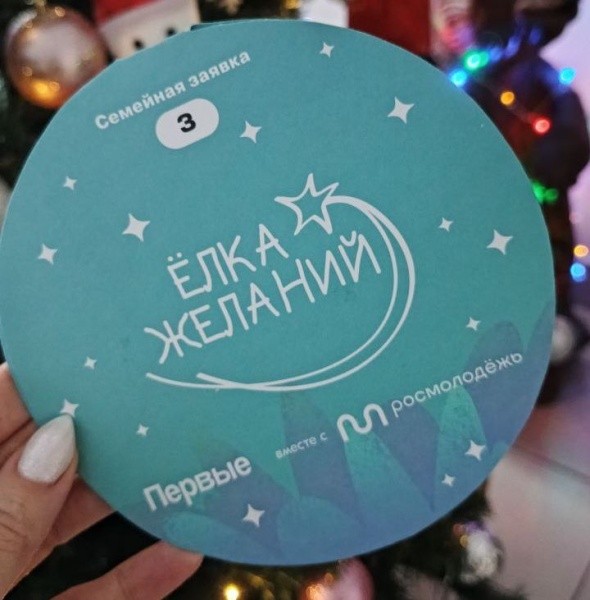 Семейная заявка
3
ЁЛКА
ЖЕЛАНИЙ
Первые вместе с росмолодёжь